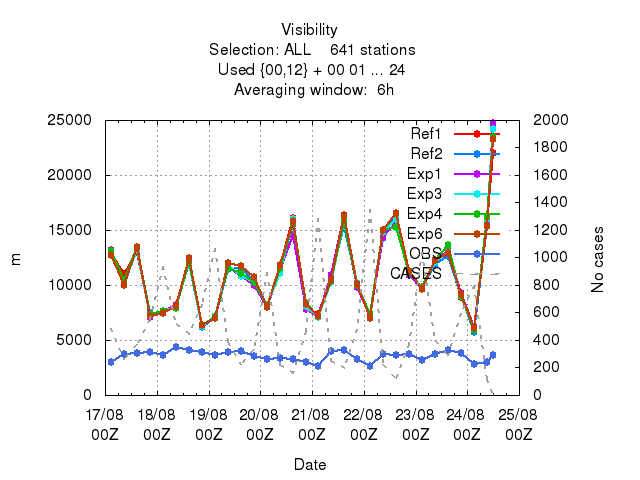 Visibility
Selection: ALL    641 stations
Used {00,12} + 00 01 ... 24
Averaging window:  6h
25000
20000
15000
10000
5000
0
m
2000
1800
1600
1400
1200
1000
800
600
400
200
0
No cases
Ref1
Ref2
Exp1
Exp3
Exp4
Exp6
OBS
CASES
17/08 18/08 19/08 20/08 21/08 22/08 23/08 24/08 25/08
00Z 00Z 00Z 00Z 00Z 00Z 00Z 00Z 00Z
Date